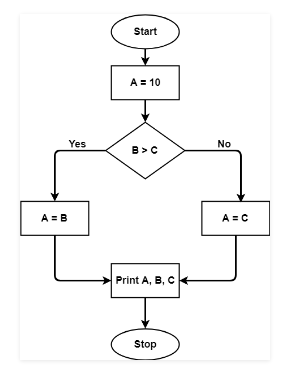 Start
A = 10
Yes
B > C
No
A = B
A = C
Print A, B, C
Stop